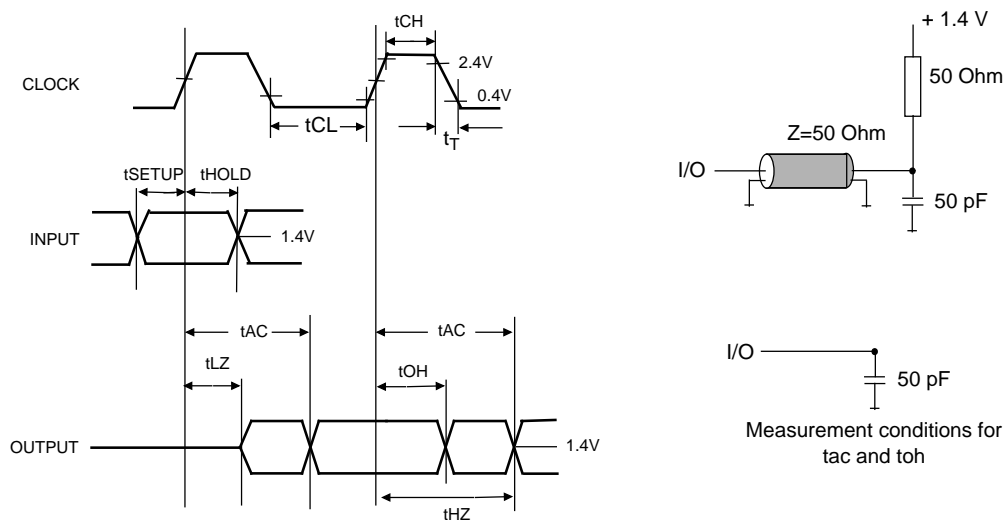 tCH
2.4V
CLOCK
0.4V
tCL
tT
tSETUP
tHOLD
INPUT
1.4V
tAC
tAC
tLZ
tOH
OUTPUT
1.4V
tHZ
+ 1.4 V
50 Ohm
Z=50 Ohm
I/O
50 pF
I/O
50 pF
Measurement conditions for
tac and toh